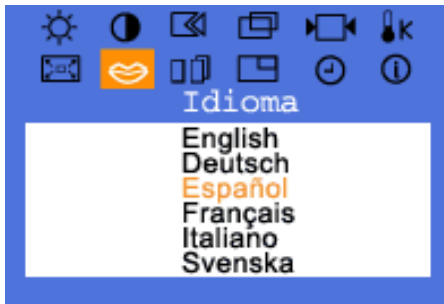 K
Idioma
English
Deutsch
Español
Français
Italiano
Svenska